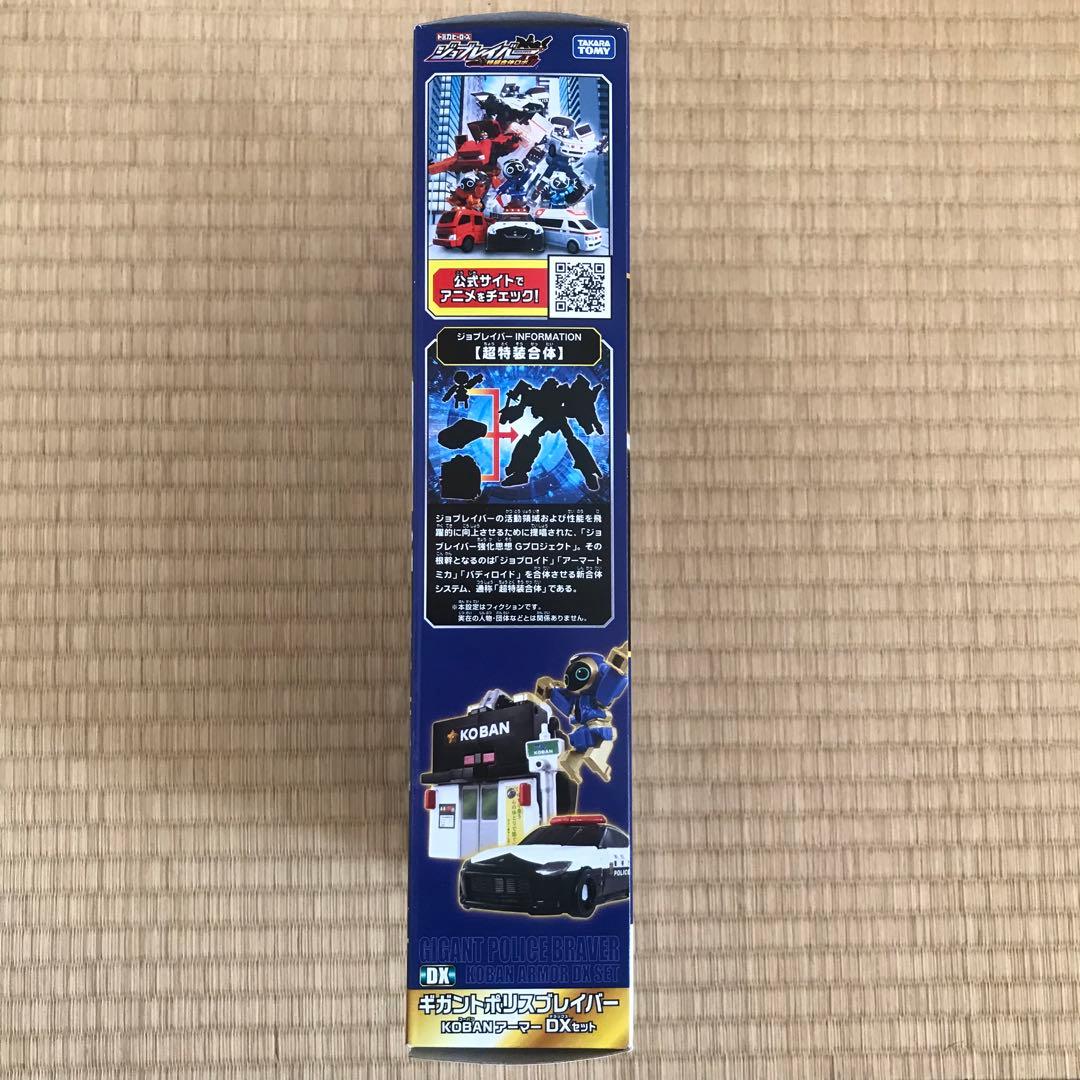 トミカヒーローズ
ジョブレイバー
特装合体ロボ
TAKARA TOMY
公式サイトで
アニメをチェック!
ジョブレイバー INFORMATION
【超特装合体】
ジョブレイバーの活動領域および性能を飛
躍的に向上させるために提唱された、「ジョ
ブレイバー強化思想 Gプロジェクト」。その
根幹となるのは「ジョブロイド」「アーマート
ミカ」「バディロイド」を合体させる新合体
システム、通称「超特装合体」である。
※本設定はフィクションです。
実在の人物・団体などとは関係ありません。
KOBAN
KOBAN
POLICE
GIGANT POLICE BRAVER
KOBAN ARMOR DX SET
DX
ギガントポリスブレイバー
KOBANアーマー DXセット